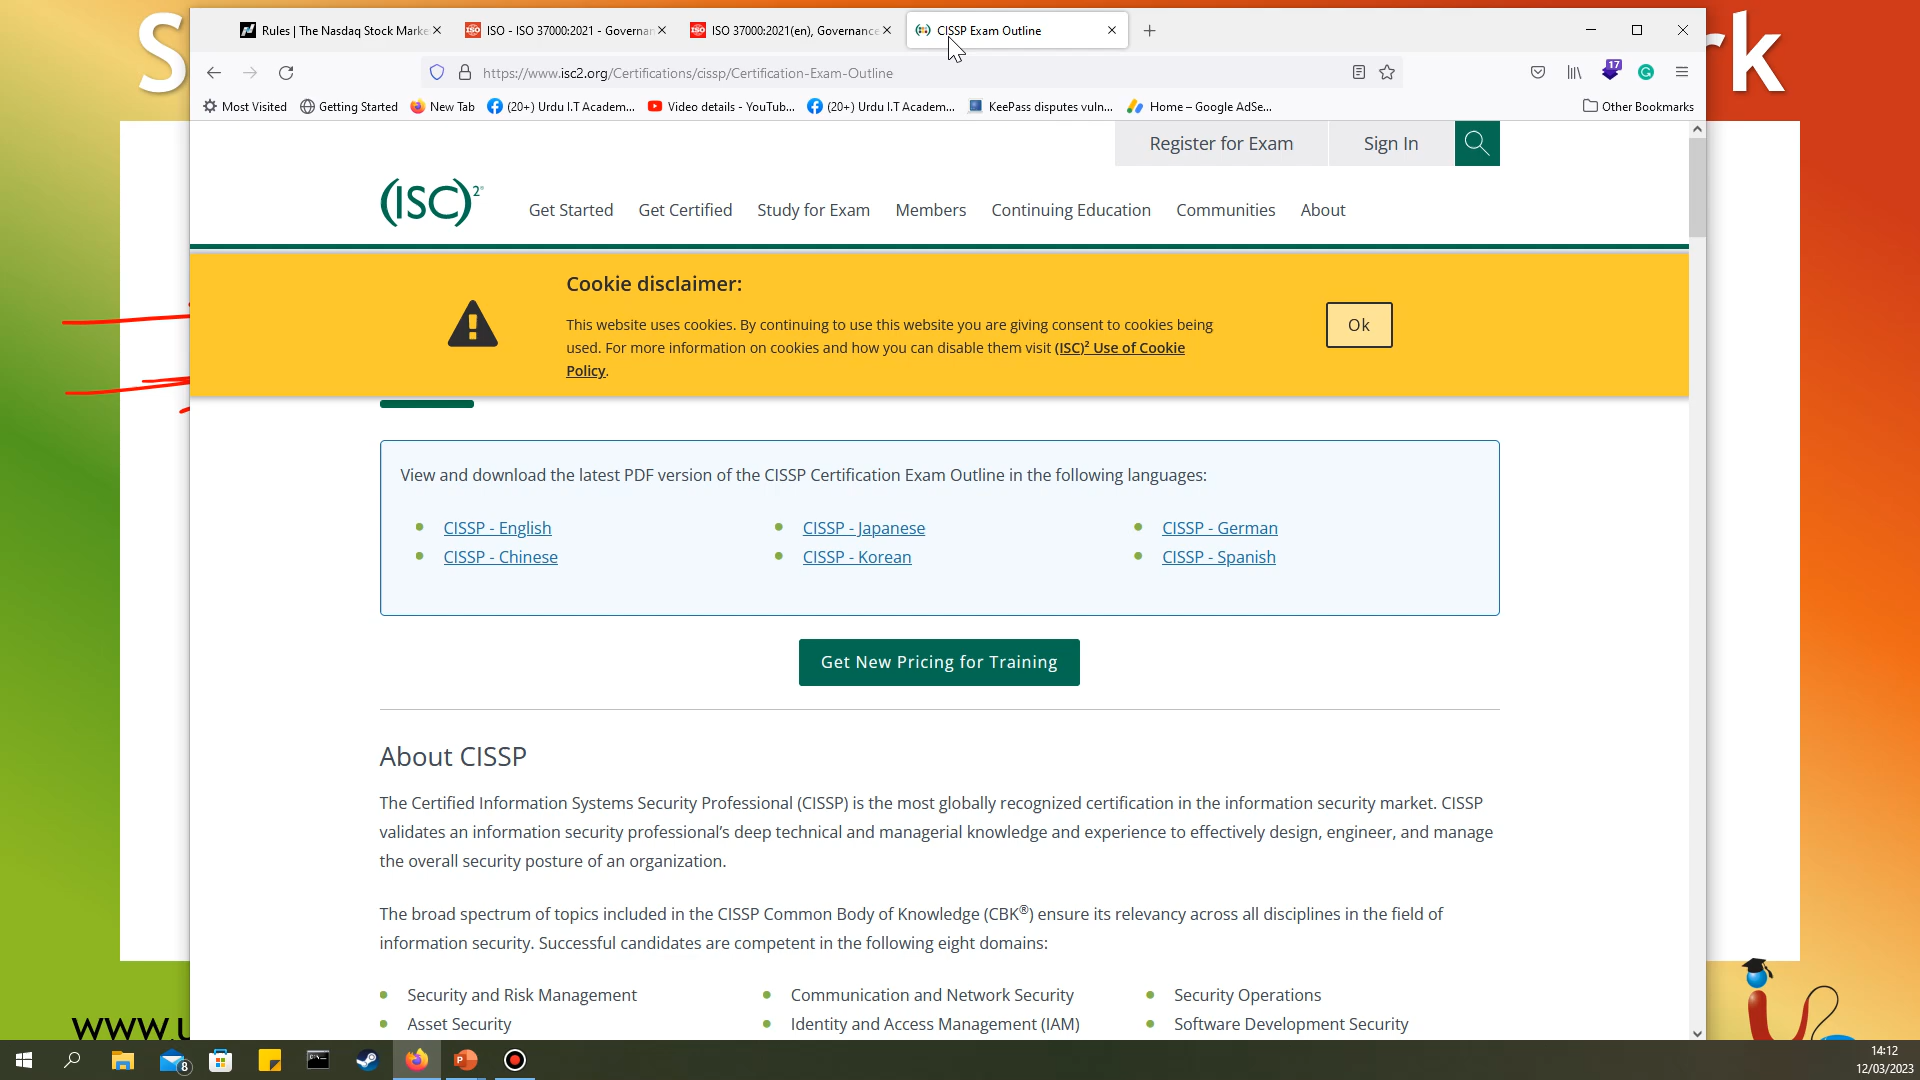 S
rk
Rules | The Nasdaq Stock Marke
ISO - ISO 37000:2021 - Governan
ISO 37000:2021(en), Governance
CISSP Exam Outline
https://www.isc2.org/Certifications/cissp/Certification-Exam-Outline
17
Most Visited
Getting Started
New Tab
(20+) Urdu I.T Academ...
Video details - YouTub...
(20+) Urdu I.T Academ...
KeePass disputes vuln...
Home – Google AdSe...
Other Bookmarks
Register for Exam
Sign In
(ISC)²®
Get Started
Get Certified
Study for Exam
Members
Continuing Education
Communities
About
Cookie disclaimer:
This website uses cookies. By continuing to use this website you are giving consent to cookies being
used. For more information on cookies and how you can disable them visit (ISC)² Use of Cookie
Policy.
Ok
View and download the latest PDF version of the CISSP Certification Exam Outline in the following languages:
CISSP - English
CISSP - Japanese
CISSP - German
CISSP - Chinese
CISSP - Korean
CISSP - Spanish
Get New Pricing for Training
About CISSP
The Certified Information Systems Security Professional (CISSP) is the most globally recognized certification in the information security market. CISSP
validates an information security professional's deep technical and managerial knowledge and experience to effectively design, engineer, and manage
the overall security posture of an organization.
The broad spectrum of topics included in the CISSP Common Body of Knowledge (CBK®) ensure its relevancy across all disciplines in the field of
information security. Successful candidates are competent in the following eight domains:
Security and Risk Management
Communication and Network Security
Security Operations
Asset Security
Identity and Access Management (IAM)
Software Development Security
www.u
8
14:12
12/03/2023